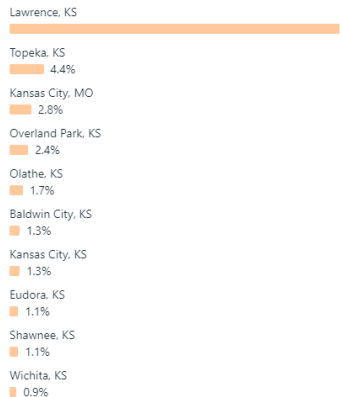 Lawrence, KS
Topeka, KS
4.4%
Kansas City, MO
2.8%
Overland Park, KS
2.4%
Olathe, KS
1.7%
Baldwin City, KS
1.3%
Kansas City, KS
1.3%
Eudora, KS
1.1%
Shawnee, KS
1.1%
Wichita, KS
0.9%